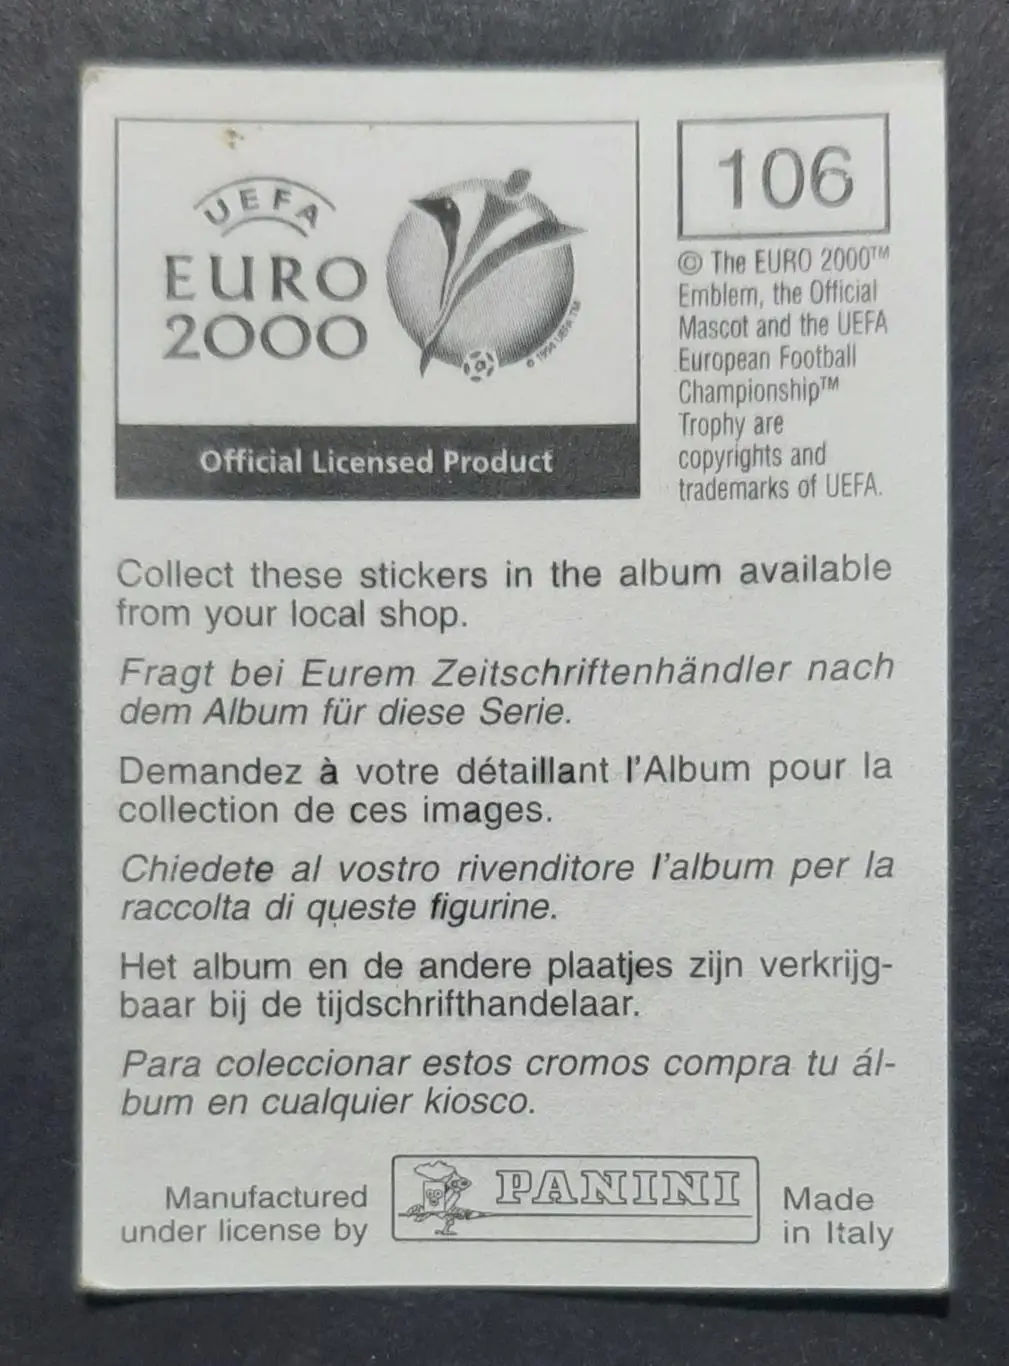 UEFA
EURO
2000
© 1994 UEFA TM
Official Licensed Product
106
© The EURO 2000™
Emblem, the Official
Mascot and the UEFA
European Football
Championship™
Trophy are
copyrights and
trademarks of UEFA.
Collect these stickers in the album available
from your local shop.
Fragt bei Eurem Zeitschriftenhändler nach
dem Album für diese Serie.
Demandez à votre détaillant l'Album pour la
collection de ces images.
Chiedete al vostro rivenditore l'album per la
raccolta di queste figurine.
Het album en de andere plaatjes zijn verkrijg-
baar bij de tijdschrifthandelaar.
Para coleccionar estos cromos compra tu ál-
bum en cualquier kiosco.
Manufactured
under license by
PANINI
Made
in Italy